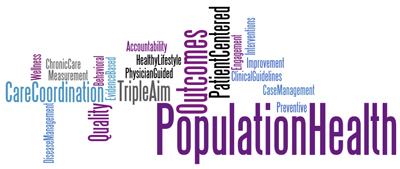 Wellness
ChronicCare
Measurement
CareCoordination
DiseaseManagement
Quality
Behavioral
EvidenceBased
Accountability
HealthyLifestyle
PhysicianGuided
TripleAim
Outcomes
PatientCentered
Engagement
Interventions
Improvement
ClinicalGuidelines
CaseManagement
Preventive
PopulationHealth